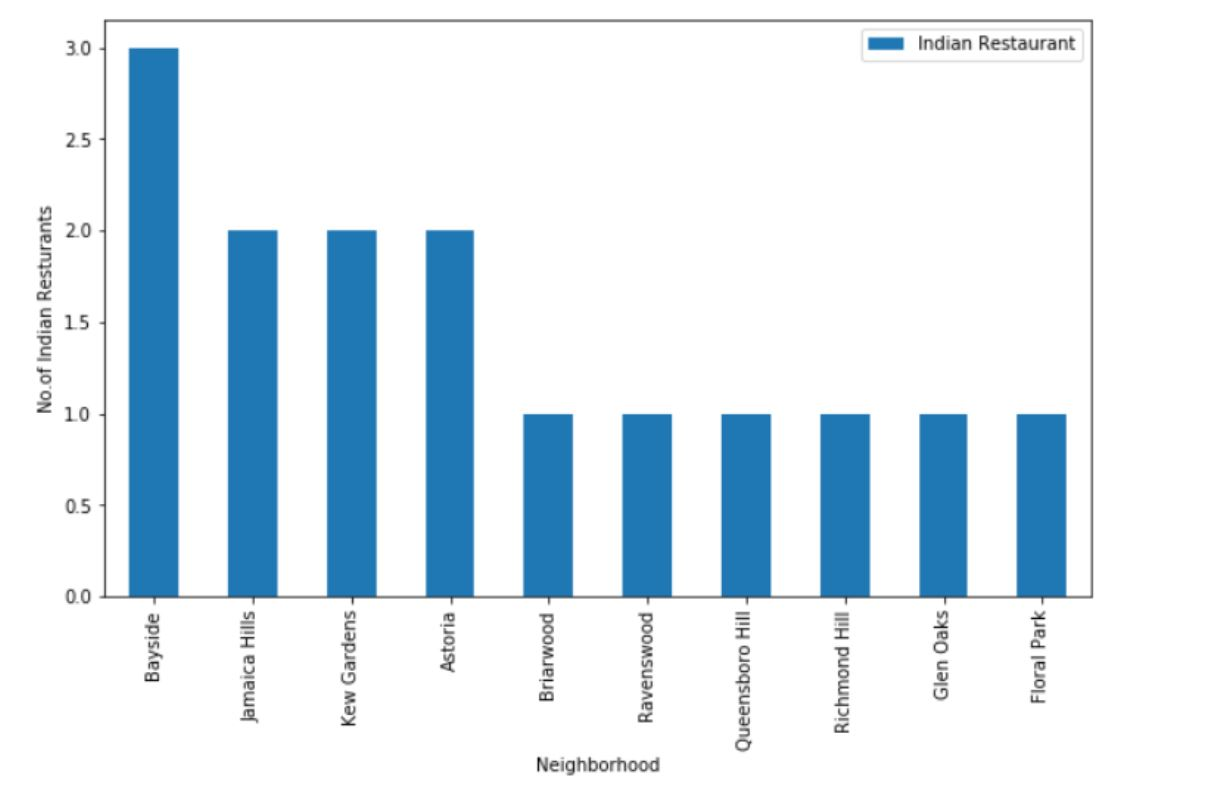 Indian Restaurant
No.of Indian Resturants
3.0
2.5
2.0
1.5
1.0
0.5
0.0
Bayside
Jamaica Hills
Kew Gardens
Astoria
Briarwood
Ravenswood
Queensboro Hill
Richmond Hill
Glen Oaks
Floral Park
Neighborhood